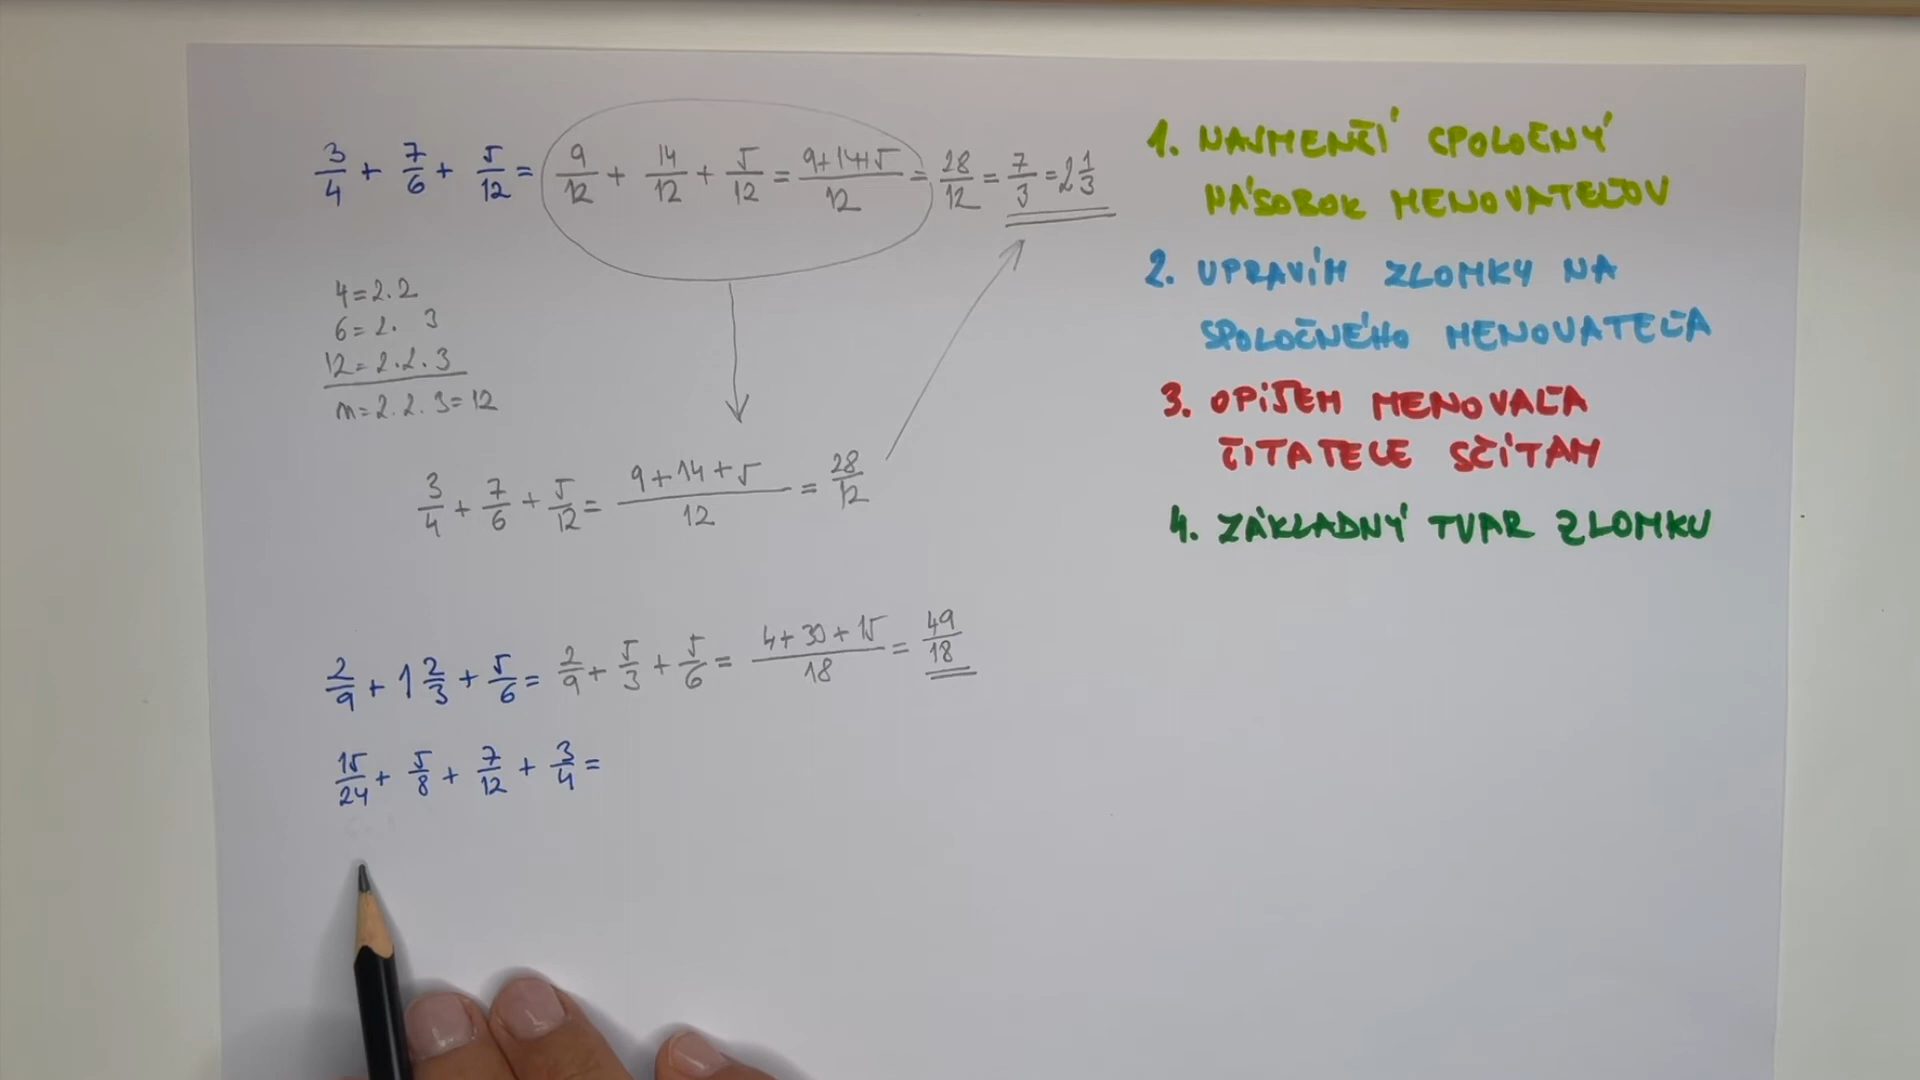 3/4 + 7/6 + 5/12 = 9/12 + 14/12 + 5/12 = 9+14+5/12 = 28/12 = 7/3 = 2 1/3
4=2.2
6=2. 3
12=2.2.3
n=2.2.3=12
3/4 + 7/6 + 5/12 = 9+14+5/12 = 28/12
2/9 + 1 2/3 + 5/6 = 2/9 + 5/3 + 5/6 = 4+30+15/18 = 49/18
15/24 + 5/8 + 7/12 + 3/4 =
1. NAJMENŠÍ SPOLOČNÝ
NÁSOBOK MENOVATEĽOV
2. UPRAVÍM ZLOMKY NA
SPOLOČNÉHO MENOVATEĽA
3. OPÍŠEM MENOVAĽA
ČITATELE SČÍTAM
4. ZÁKLADNÝ TVAR ZLOMKU